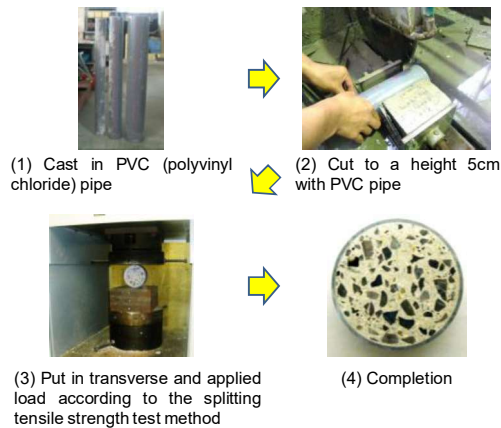 (1) Cast in PVC (polyvinyl
chloride) pipe
(2) Cut to a height 5cm
with PVC pipe
(3) Put in transverse and applied
load according to the splitting
tensile strength test method
(4) Completion